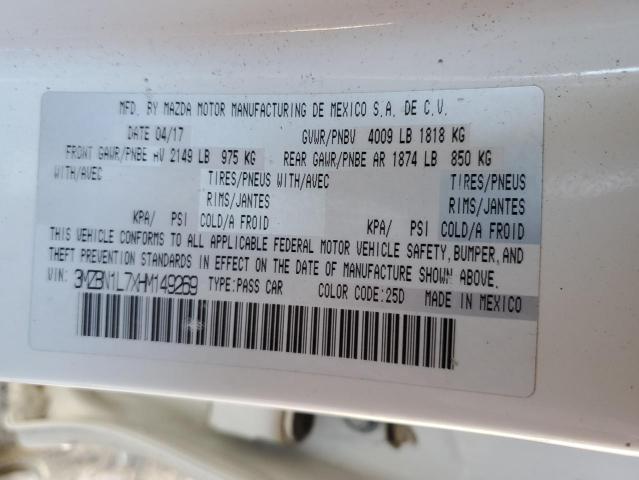 MFD. BY MAZDA MOTOR MANUFACTURING DE MEXICO S.A. DE C.V.
DATE 04/17 GVWR/PNBV 4009 LB 1818 KG
FRONT GAWR/PNBE AV 2149 LB 975 KG REAR GAWR/PNBE AR 1874 LB 850 KG
WITH/AVEC TIRES/PNEUS WITH/AVEC TIRES/PNEUS
RIMS/JANTES RIMS/JANTES
KPA/ PSI COLD/A FROID KPA/ PSI COLD/A FROID
THIS VEHICLE CONFORMS TO ALL APPLICABLE FEDERAL MOTOR VEHICLE SAFETY, BUMPER, AND
THEFT PREVENTION STANDARDS IN EFFECT ON THE DATE OF MANUFACTURE SHOWN ABOVE.
VIN: 3MZBN1L7XHM149269 TYPE:PASS CAR COLOR CODE:25D MADE IN MEXICO